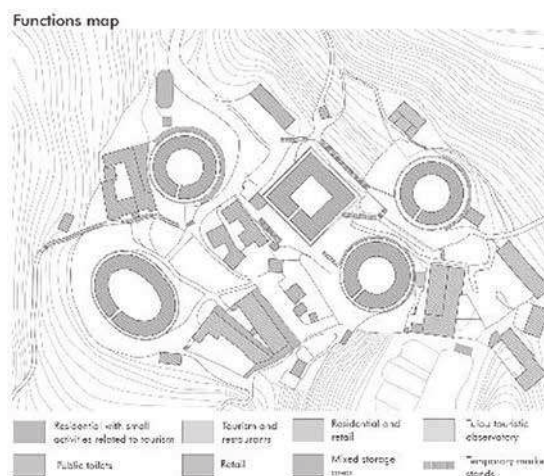 Functions map
Residential with small
activities related to tourism
Tourism and
restaurants
Residential and
retail
Tulou touristic
observatory
Public toilets
Retail
Mixed storage
Temporary market
stands